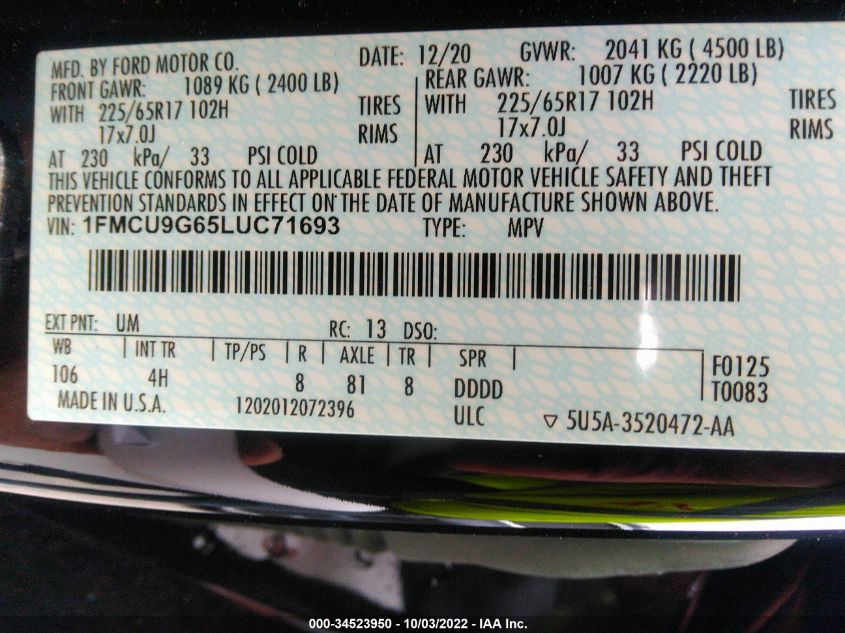 MFD. BY FORD MOTOR CO. DATE: 12/20 GVWR: 2041 KG ( 4500 LB)
FRONT GAWR: 1089 KG ( 2400 LB) REAR GAWR: 1007 KG ( 2220 LB)
WITH 225/65R17 102H TIRES WITH 225/65R17 102H TIRES
17x7.0J RIMS 17x7.0J RIMS
AT 230 kPa/ 33 PSI COLD AT 230 kPa/ 33 PSI COLD
THIS VEHICLE CONFORMS TO ALL APPLICABLE FEDERAL MOTOR VEHICLE SAFETY AND THEFT
PREVENTION STANDARDS IN EFFECT ON THE DATE OF MANUFACTURE SHOWN ABOVE.
VIN: 1FMCU9G65LUC71693 TYPE: MPV
EXT PNT: UM RC: 13 DSO:
WB INT TR TP/PS R AXLE TR SPR
106 4H 8 81 8 DDDD
F0125
T0083
MADE IN U.S.A. 1202012072396 ULC 5U5A-3520472-AA
000-34523950 - 10/03/2022 - IAA Inc.